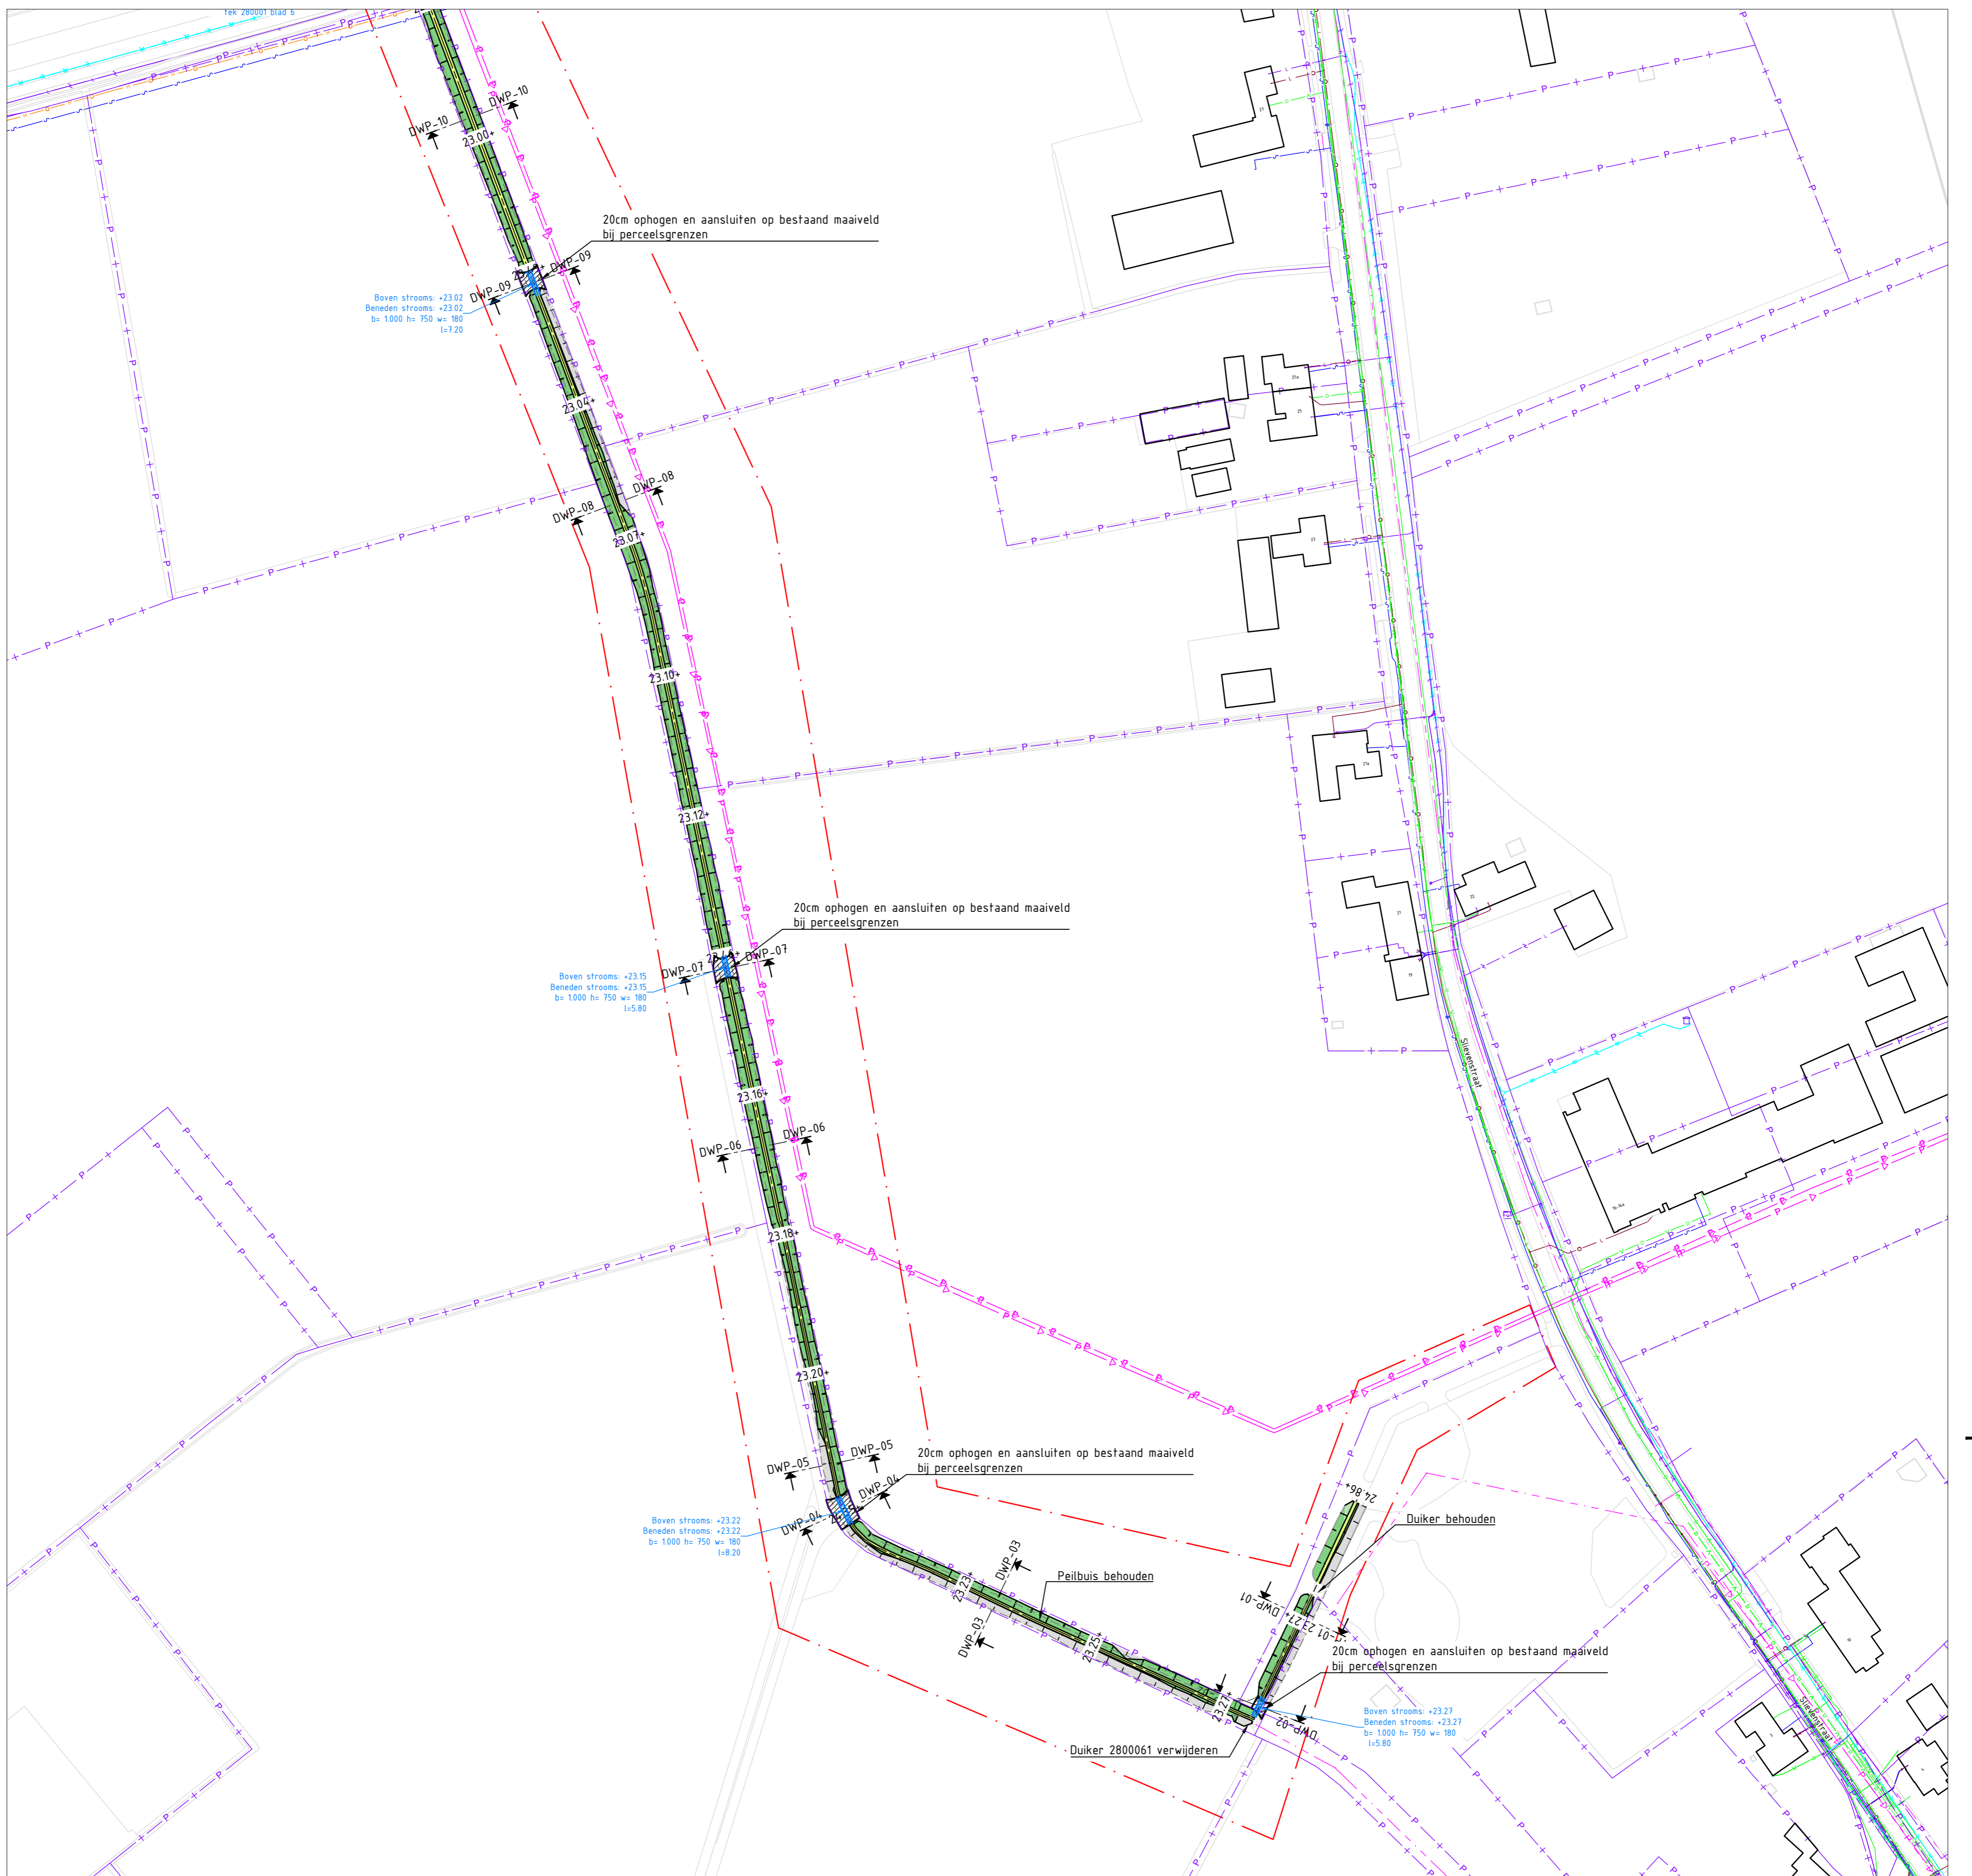 Tek 280001 blad 6
DWP-10
DWP-10
23.00+
20cm ophogen en aansluiten op bestaand maaiveld
bij perceelsgrenzen
DWP-09
DWP-09
Boven strooms: +23.02
Beneden strooms: +23.02
b= 1.000 h= 750 w= 180
l=7.20
23.04+
DWP-08
DWP-08
23.07+
23.10+
23.12+
20cm ophogen en aansluiten op bestaand maaiveld
bij perceelsgrenzen
DWP-07
DWP-07
Boven strooms: +23.15
Beneden strooms: +23.15
b= 1.000 h= 750 w= 180
l=5.80
Slievenstraat
23.16+
DWP-06
DWP-06
23.18+
23.20+
20cm ophogen en aansluiten op bestaand maaiveld
bij perceelsgrenzen
DWP-05
DWP-05
DWP-04
DWP-04
Boven strooms: +23.22
Beneden strooms: +23.22
b= 1.000 h= 750 w= 180
l=8.20
24.86+
Duiker behouden
DWP-03
DWP-03
23.23+
Peilbuis behouden
DWP-01
23.27+
23.25+
20cm ophogen en aansluiten op bestaand maaiveld
bij perceelsgrenzen
23.27+
DWP-02
Boven strooms: +23.27
Beneden strooms: +23.27
b= 1.000 h= 750 w= 180
l=5.80
Duiker 2800061 verwijderen
Slievenstraat